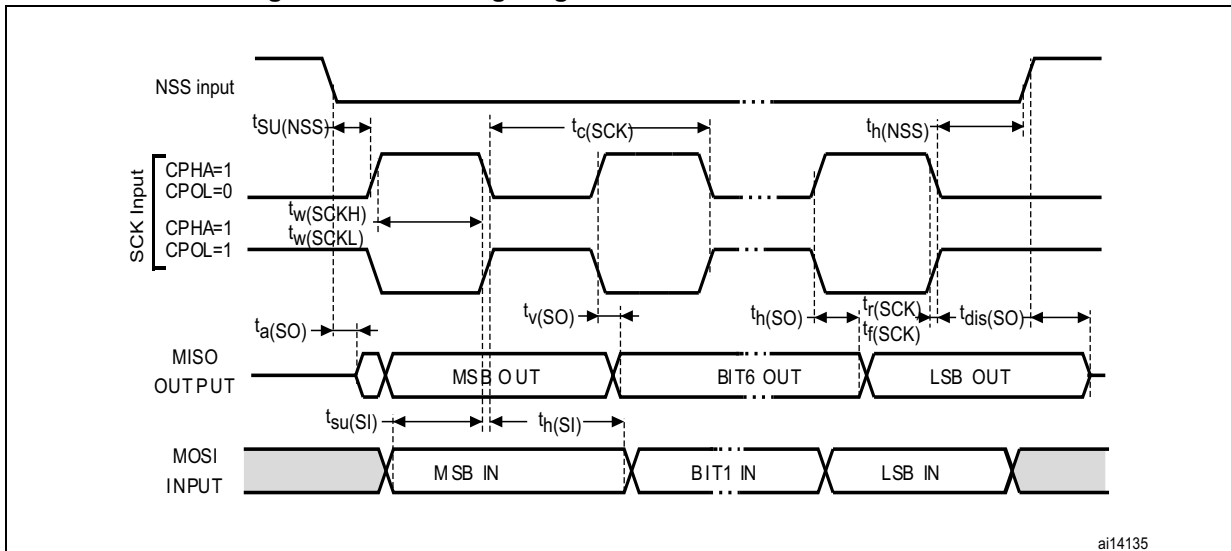 NSS input
tSU(NSS)
tc(SCK)
th(NSS)
SCK Input
CPHA=1
CPOL=0
tw(SCKH)
tw(SCKL)
CPHA=1
CPOL=1
ta(SO)
tv(SO)
th(SO)
tr(SCK)
tf(SCK)
tdis(SO)
MISO
OUTPUT
MSB OUT
BIT6 OUT
LSB OUT
tsu(SI)
th(SI)
MOSI
INPUT
MSB IN
BIT1 IN
LSB IN
ai14135